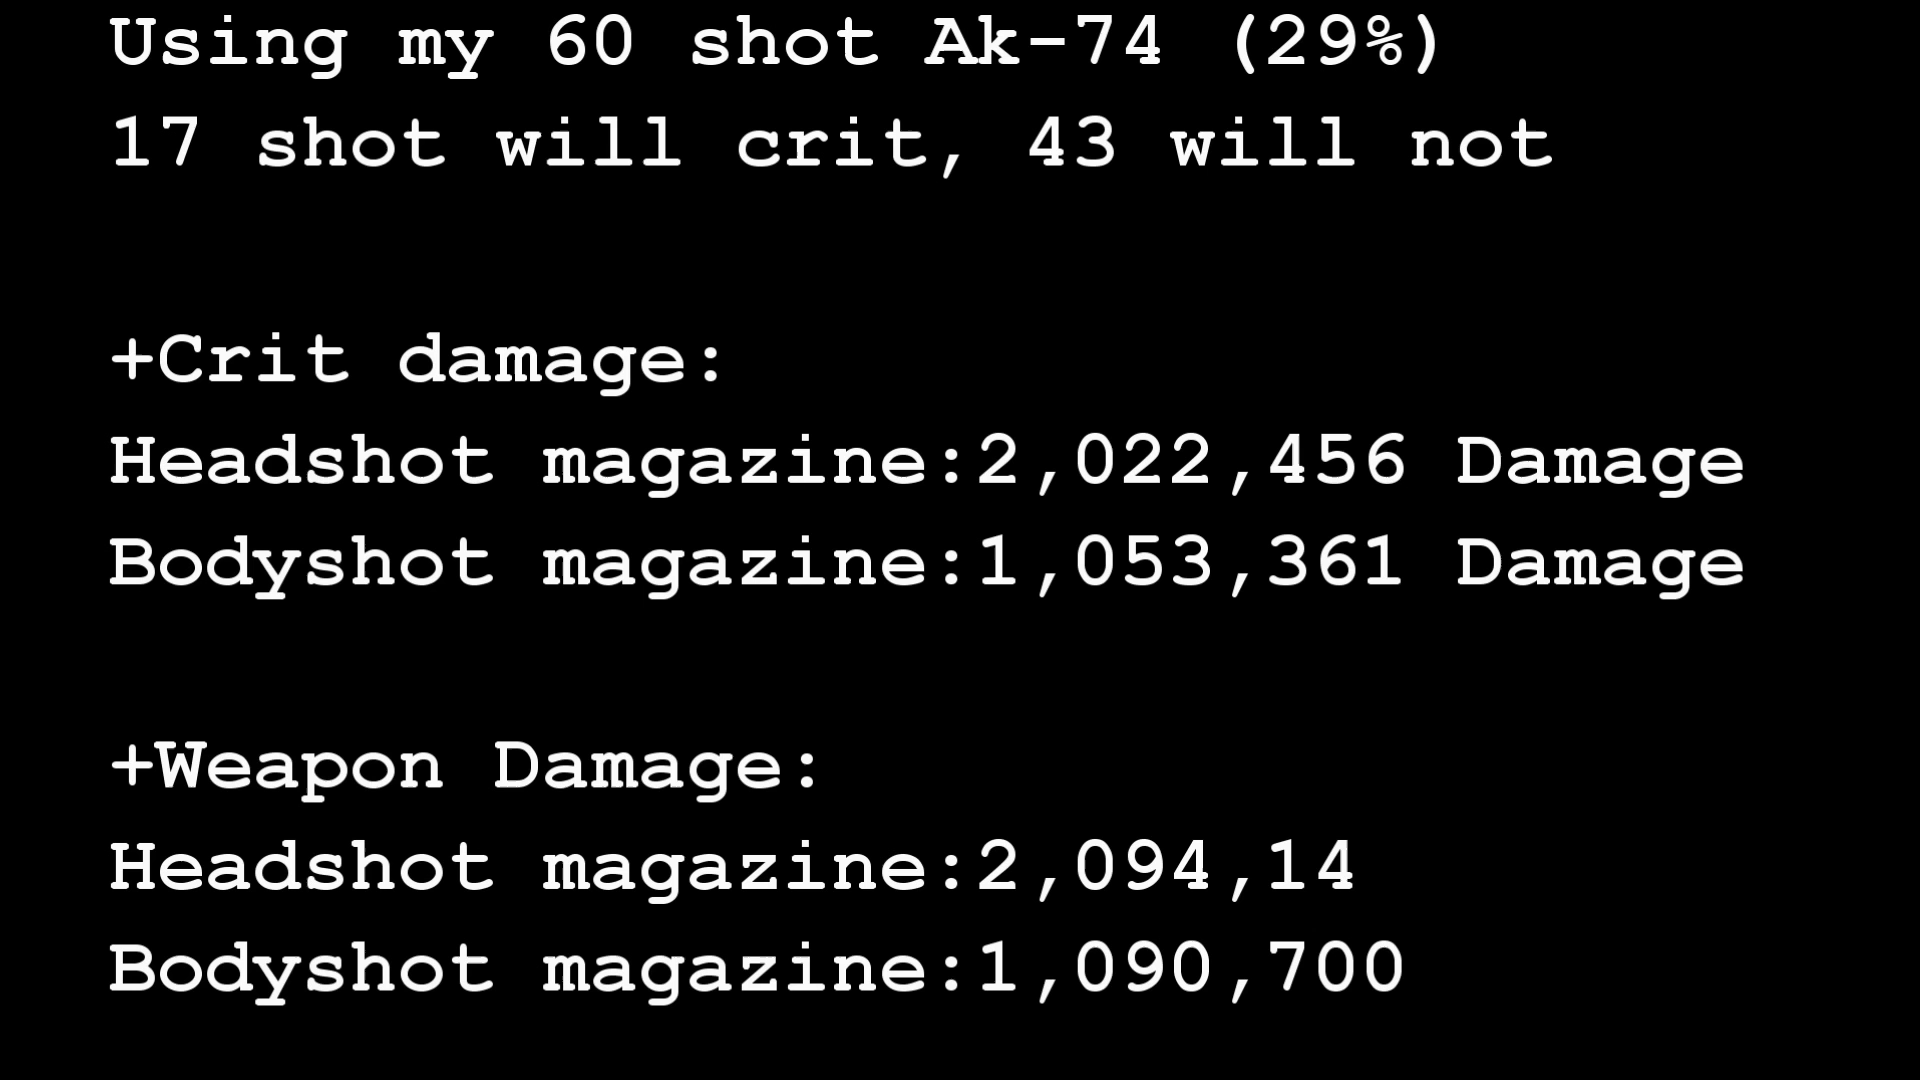 Using my 60 shot Ak-74 (29%)
17 shot will crit, 43 will not
+Crit damage:
Headshot magazine:2,022,456 Damage
Bodyshot magazine:1,053,361 Damage
+Weapon Damage:
Headshot magazine:2,094,14
Bodyshot magazine:1,090,700